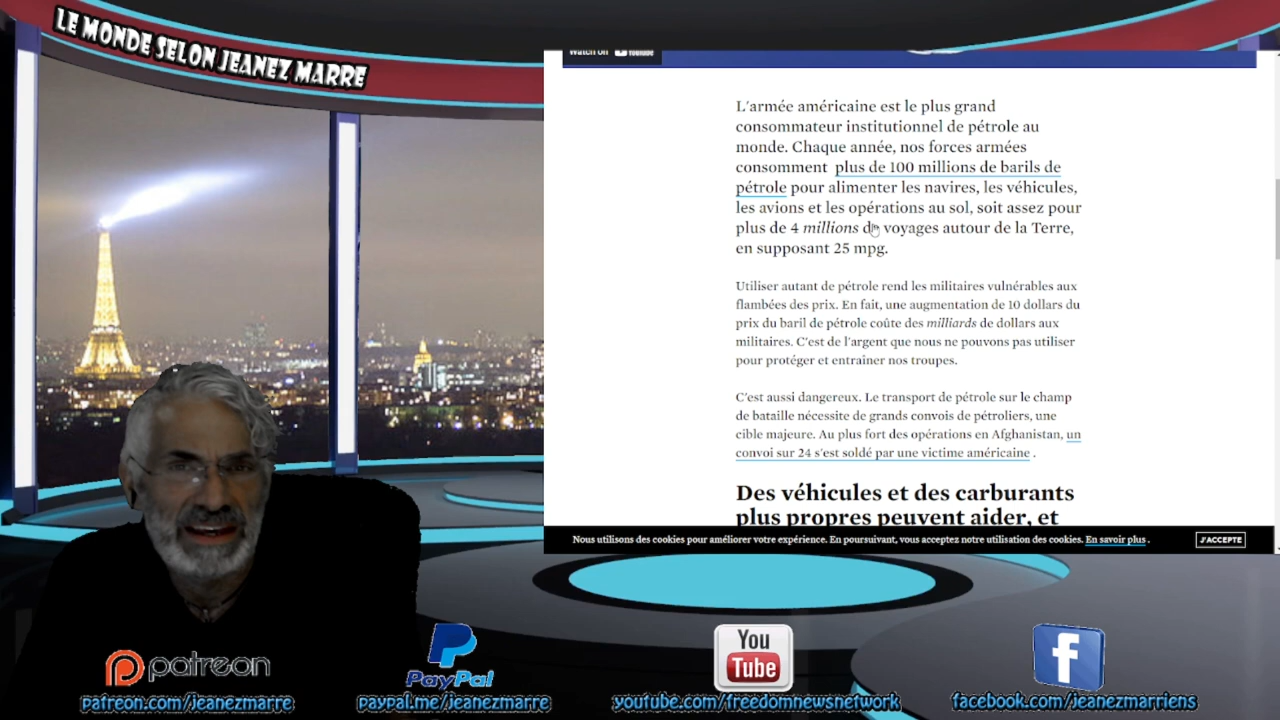 LE MONDE SELON JEANEZ MARRE
Watch on YouTube
L'armée américaine est le plus grand
consommateur institutionnel de pétrole au
monde. Chaque année, nos forces armées
consomment plus de 100 millions de barils de
pétrole pour alimenter les navires, les véhicules,
les avions et les opérations au sol, soit assez pour
plus de 4 millions de voyages autour de la Terre,
en supposant 25 mpg.
Utiliser autant de pétrole rend les militaires vulnérables aux
flambées des prix. En fait, une augmentation de 10 dollars du
prix du baril de pétrole coûte des milliards de dollars aux
militaires. C'est de l'argent que nous ne pouvons pas utiliser
pour protéger et entraîner nos troupes.
C'est aussi dangereux. Le transport de pétrole sur le champ
de bataille nécessite de grands convois de pétroliers, une
cible majeure. Au plus fort des opérations en Afghanistan, un
convoi sur 24 s'est soldé par une victime américaine .
Des véhicules et des carburants
plus propres peuvent aider, et
Nous utilisons des cookies pour améliorer votre expérience. En poursuivant, vous acceptez notre utilisation des cookies. En savoir plus .
J'ACCEPTE
patreon
PayPal
You
Tube
f
patreon.com/jeanezmarre
paypal.me/jeanezmarre
youtube.com/freedomnewsnetwork
facebook.com/jeanezmarriens